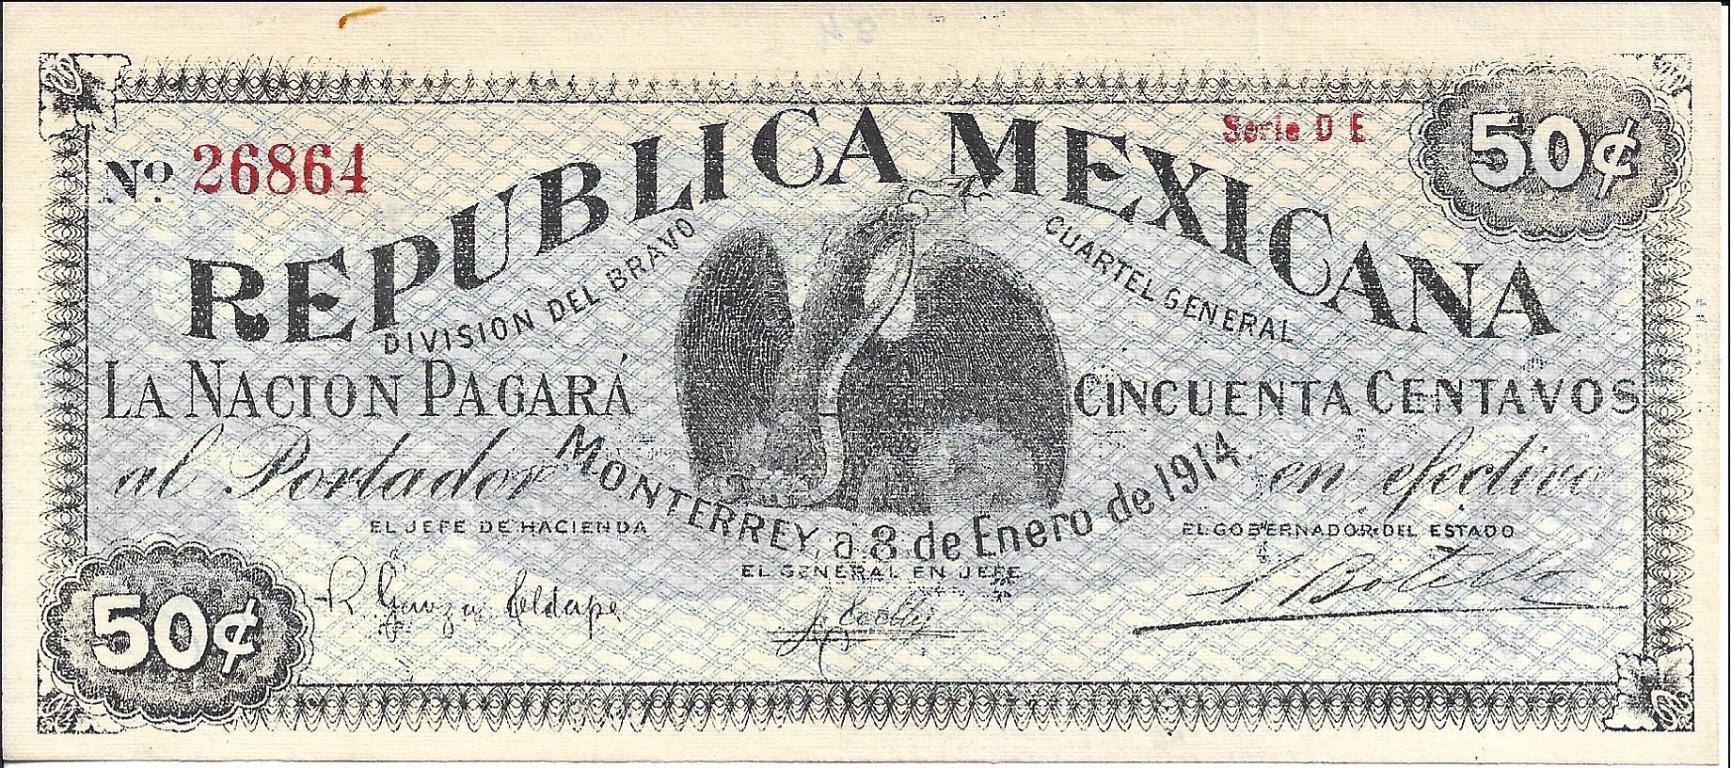 Nº 26864
Serie D E
50¢
REPUBLICA MEXICANA
DIVISION DEL BRAVO
CUARTEL GENERAL
LA NACION PAGARÁ
CINCUENTA CENTAVOS
al Portador
en efectivo
MONTERREY, a 8 de Enero de 1914.
EL JEFE DE HACIENDA
EL GENERAL EN JEFE
EL GOBERNADOR DEL ESTADO
R Garza Aldape
50¢